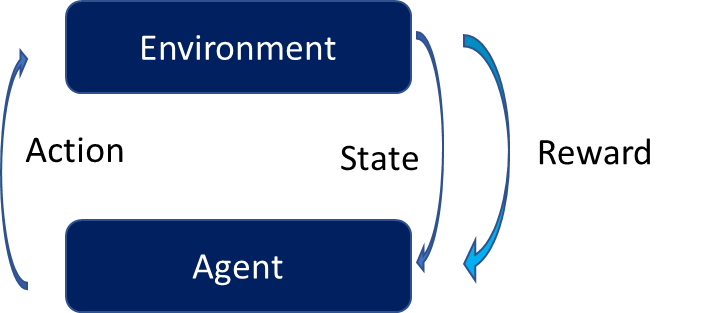 Environment
Action
State
Reward
Agent